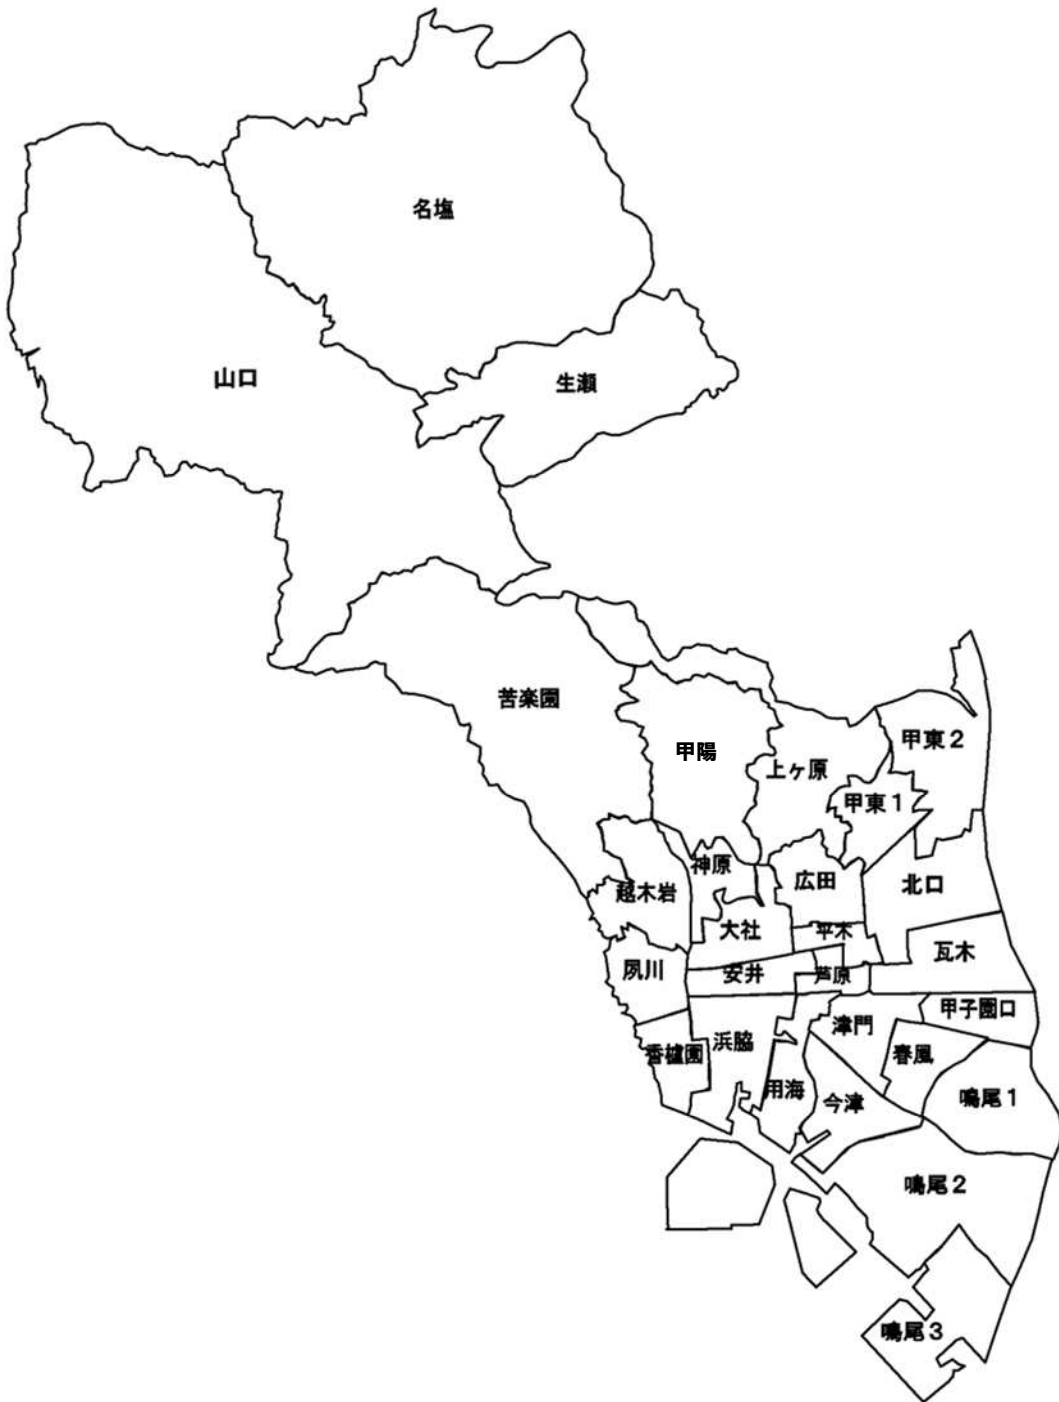 名塩
山口
生瀬
苦楽園
甲陽
上ヶ原
甲東２
甲東１
神原
広田
北口
越木岩
大社
平木
瓦木
夙川
安井
芦原
甲子園口
津門
香櫨園
浜脇
春風
用海
今津
鳴尾１
鳴尾２
鳴尾３